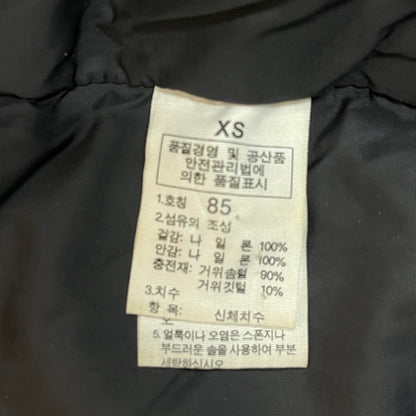 XS
품질경영 및 공산품
안전관리법에
의한 품질표시
1.호칭 85
2.섬유의 조성
겉감: 나 일 론 100%
안감: 나 일 론 100%
충전재: 거위솜털 90%
거위깃털 10%
3.치수
항 목: 신체치수
5. 얼룩이나 오염은 스폰지나
부드러운 솔을 사용하여 부분
세탁하십시오